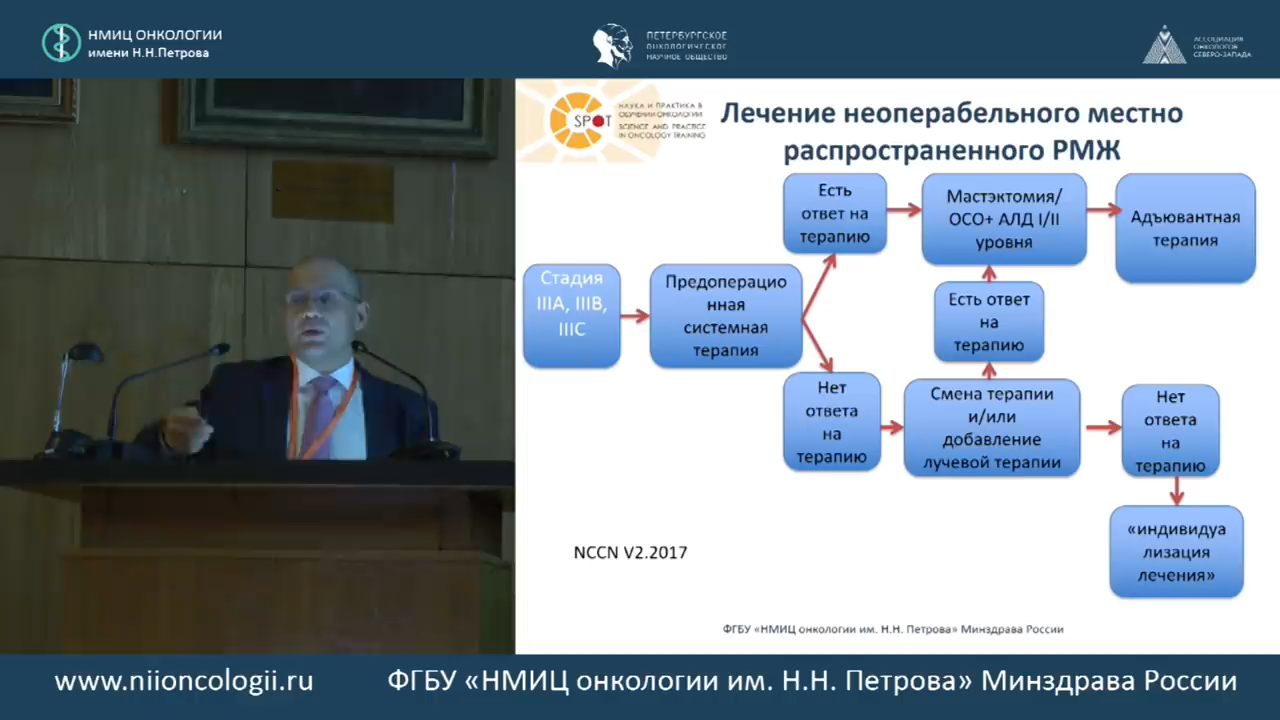 НМИЦ ОНКОЛОГИИ
имени Н.Н.Петрова
ПЕТЕРБУРГСКОЕ
ОНКОЛОГИЧЕСКОЕ
НАУЧНОЕ ОБЩЕСТВО
АССОЦИАЦИЯ
ОНКОЛОГОВ
СЕВЕРО-ЗАПАДА
SPOT
НАУКА И ПРАКТИКА В
ОБУЧЕНИИ ОНКОЛОГИИ
SCIENCE AND PRACTICE
IN ONCOLOGY TRAINING
Лечение неоперабельного местно
распространенного РМЖ
Стадия
IIIA, IIIB,
IIIC
Предоперацио
нная
системная
терапия
Есть
ответ на
терапию
Мастэктомия/
ОСО+ АЛД I/II
уровня
Адъювантная
терапия
Есть ответ
на
терапию
Нет
ответа
на
терапию
Смена терапии
и/или
добавление
лучевой терапии
Нет
ответа
на
терапию
«индивидуа
лизация
лечения»
NCCN V2.2017
ФГБУ «НМИЦ онкологии им. Н.Н. Петрова» Минздрава России
www.niioncologii.ru
ФГБУ «НМИЦ онкологии им. Н.Н. Петрова» Минздрава России